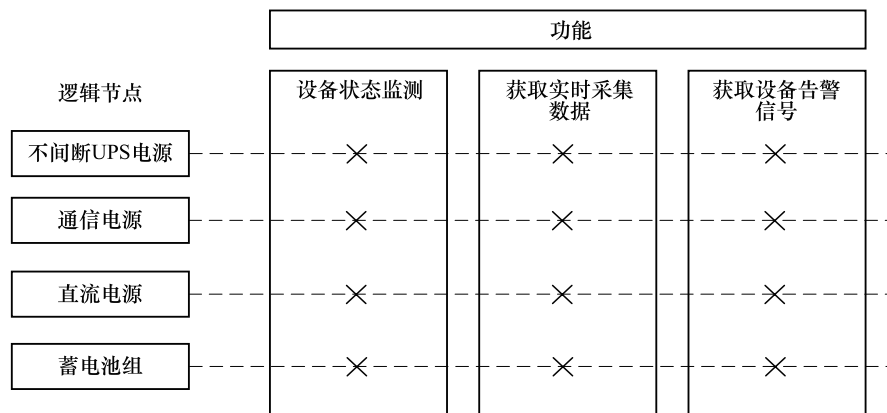 功能
逻辑节点
设备状态监测
获取实时采集
数据
获取设备告警
信号
不间断UPS电源
通信电源
直流电源
蓄电池组